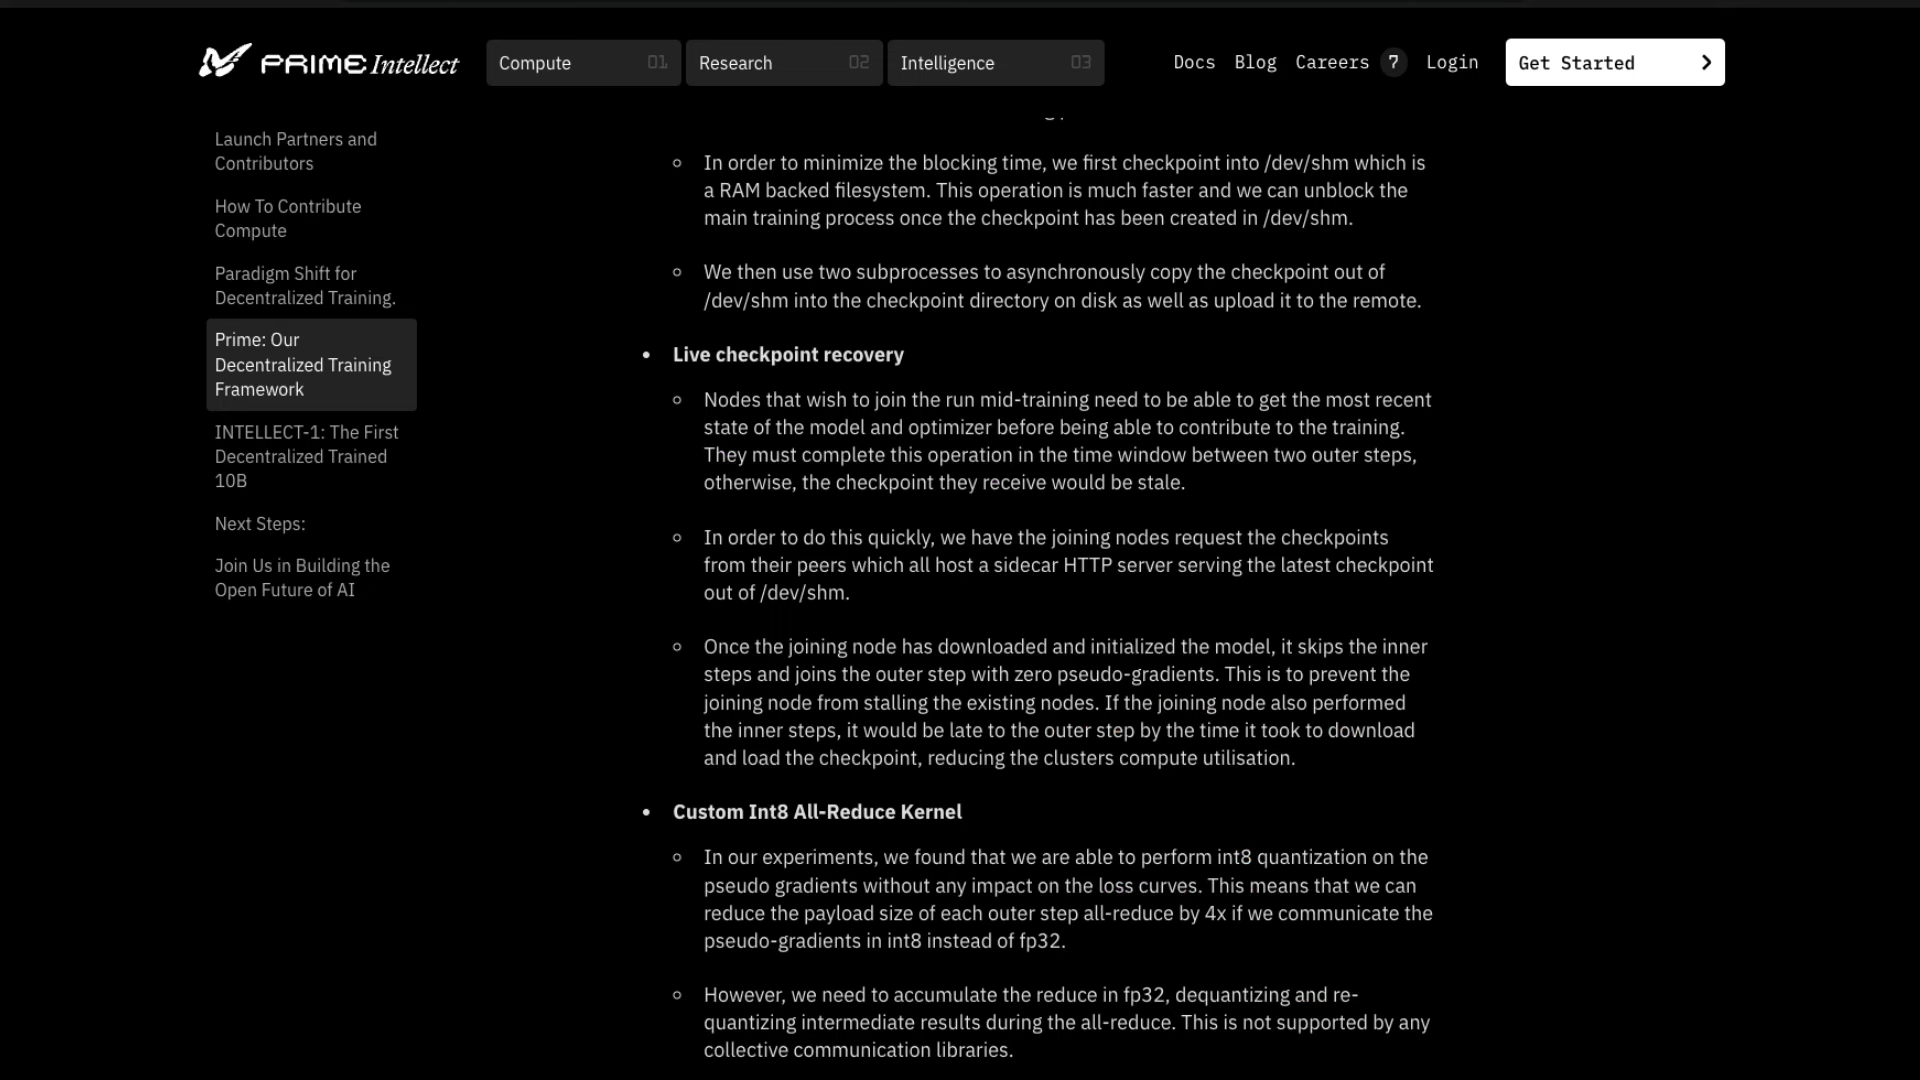 PRIME Intellect
Compute 01
Research 02
Intelligence 03
Docs
Blog
Careers 7
Login
Get Started
Launch Partners and
Contributors
How To Contribute
Compute
Paradigm Shift for
Decentralized Training.
Prime: Our
Decentralized Training
Framework
INTELLECT-1: The First
Decentralized Trained
10B
Next Steps:
Join Us in Building the
Open Future of AI
In order to minimize the blocking time, we first checkpoint into /dev/shm which is
a RAM backed filesystem. This operation is much faster and we can unblock the
main training process once the checkpoint has been created in /dev/shm.
We then use two subprocesses to asynchronously copy the checkpoint out of
/dev/shm into the checkpoint directory on disk as well as upload it to the remote.
Live checkpoint recovery
Nodes that wish to join the run mid-training need to be able to get the most recent
state of the model and optimizer before being able to contribute to the training.
They must complete this operation in the time window between two outer steps,
otherwise, the checkpoint they receive would be stale.
In order to do this quickly, we have the joining nodes request the checkpoints
from their peers which all host a sidecar HTTP server serving the latest checkpoint
out of /dev/shm.
Once the joining node has downloaded and initialized the model, it skips the inner
steps and joins the outer step with zero pseudo-gradients. This is to prevent the
joining node from stalling the existing nodes. If the joining node also performed
the inner steps, it would be late to the outer step by the time it took to download
and load the checkpoint, reducing the clusters compute utilisation.
Custom Int8 All-Reduce Kernel
In our experiments, we found that we are able to perform int8 quantization on the
pseudo gradients without any impact on the loss curves. This means that we can
reduce the payload size of each outer step all-reduce by 4x if we communicate the
pseudo-gradients in int8 instead of fp32.
However, we need to accumulate the reduce in fp32, dequantizing and re-
quantizing intermediate results during the all-reduce. This is not supported by any
collective communication libraries.